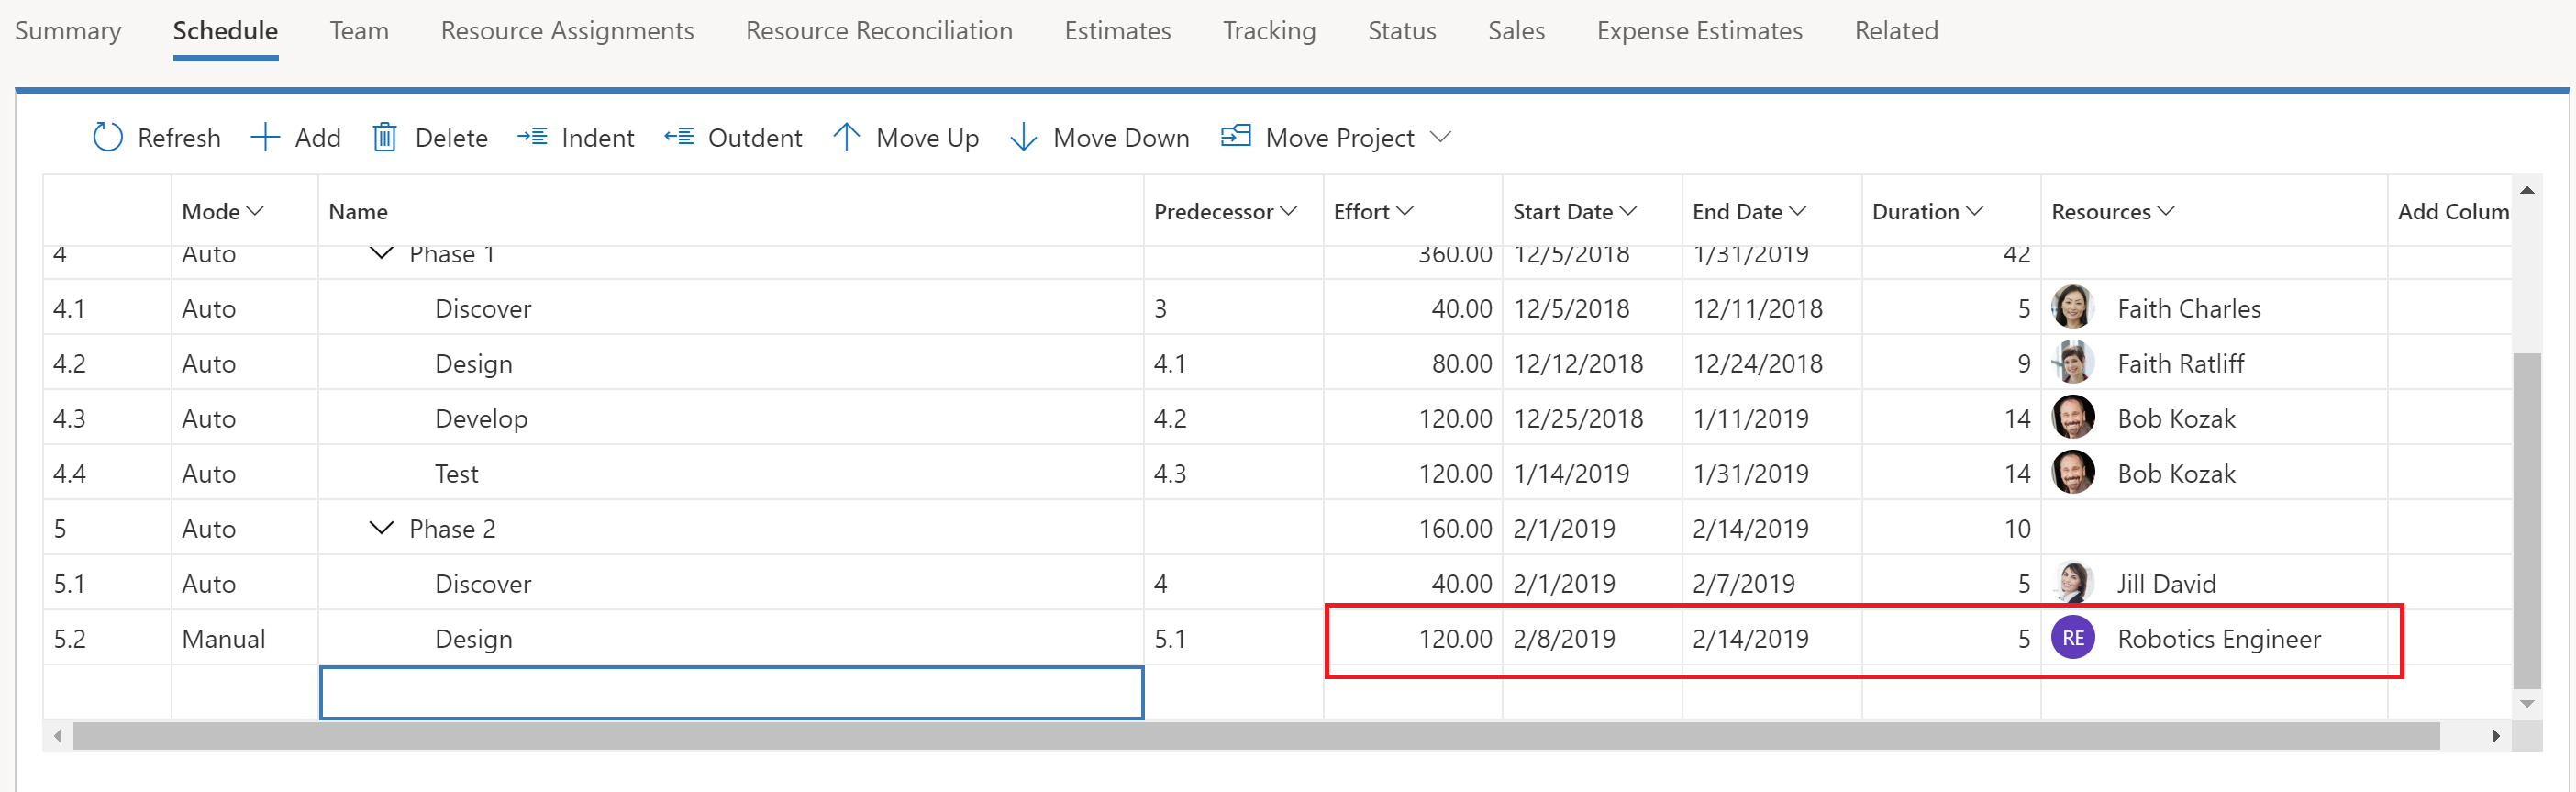 Summary Schedule Team Resource Assignments Resource Reconciliation Estimates Tracking Status Sales Expense Estimates Related
Refresh Add Delete Indent Outdent Move Up Move Down Move Project
Mode Name Predecessor Effort Start Date End Date Duration Resources Add Colum
4 Auto Phase 1 360.00 12/5/2018 1/31/2019 42
4.1 Auto Discover 3 40.00 12/5/2018 12/11/2018 5 Faith Charles
4.2 Auto Design 4.1 80.00 12/12/2018 12/24/2018 9 Faith Ratliff
4.3 Auto Develop 4.2 120.00 12/25/2018 1/11/2019 14 Bob Kozak
4.4 Auto Test 4.3 120.00 1/14/2019 1/31/2019 14 Bob Kozak
5 Auto Phase 2 160.00 2/1/2019 2/14/2019 10
5.1 Auto Discover 4 40.00 2/1/2019 2/7/2019 5 Jill David
5.2 Manual Design 5.1 120.00 2/8/2019 2/14/2019 5 RE Robotics Engineer